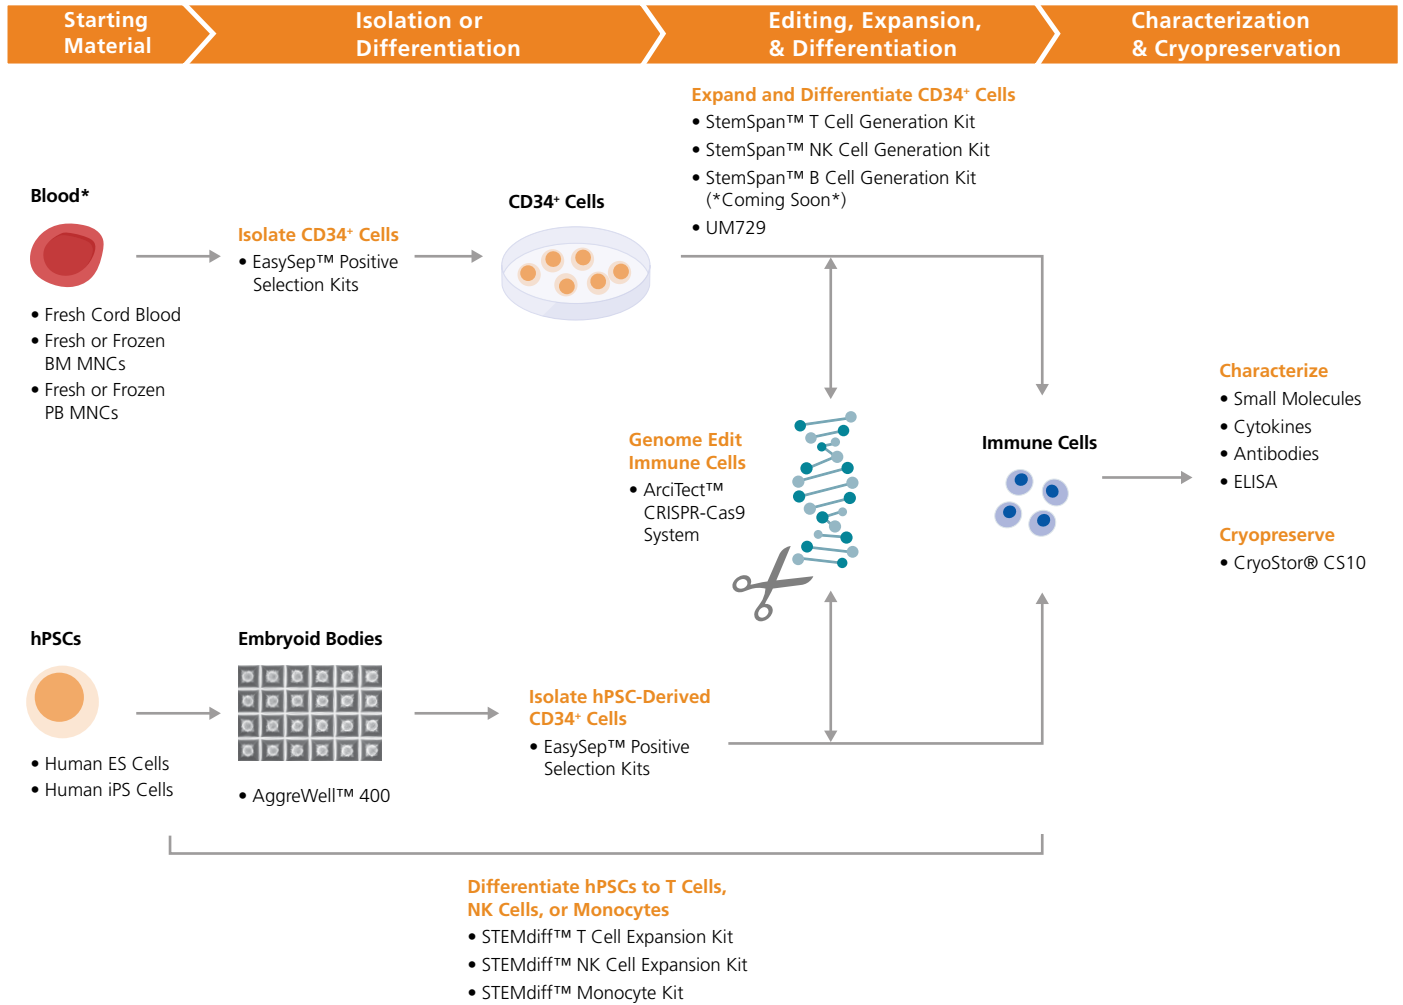 Starting
Material
Isolation or
Differentiation
Editing, Expansion,
& Differentiation
Characterization
& Cryopreservation
Expand and Differentiate CD34⁺ Cells
• StemSpan™ T Cell Generation Kit
• StemSpan™ NK Cell Generation Kit
• StemSpan™ B Cell Generation Kit
(*Coming Soon*)
• UM729
Blood*
• Fresh Cord Blood
• Fresh or Frozen
BM MNCs
• Fresh or Frozen
PB MNCs
Isolate CD34⁺ Cells
• EasySep™ Positive
Selection Kits
CD34⁺ Cells
Genome Edit
Immune Cells
• ArciTect™
CRISPR-Cas9
System
Immune Cells
Characterize
• Small Molecules
• Cytokines
• Antibodies
• ELISA
Cryopreserve
• CryoStor® CS10
hPSCs
• Human ES Cells
• Human iPS Cells
Embryoid Bodies
• AggreWell™ 400
Isolate hPSC-Derived
CD34⁺ Cells
• EasySep™ Positive
Selection Kits
Differentiate hPSCs to T Cells,
NK Cells, or Monocytes
• STEMdiff™ T Cell Expansion Kit
• STEMdiff™ NK Cell Expansion Kit
• STEMdiff™ Monocyte Kit